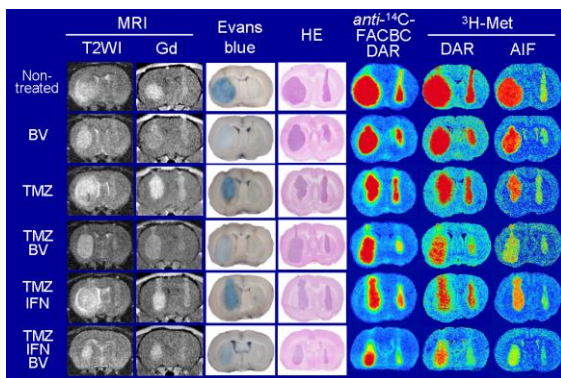 MRI
T2WI Gd
Evans
blue
HE
anti-¹⁴C-
FACBC
DAR
³H-Met
DAR AIF
Non-
treated
BV
TMZ
TMZ
BV
TMZ
IFN
TMZ
IFN
BV